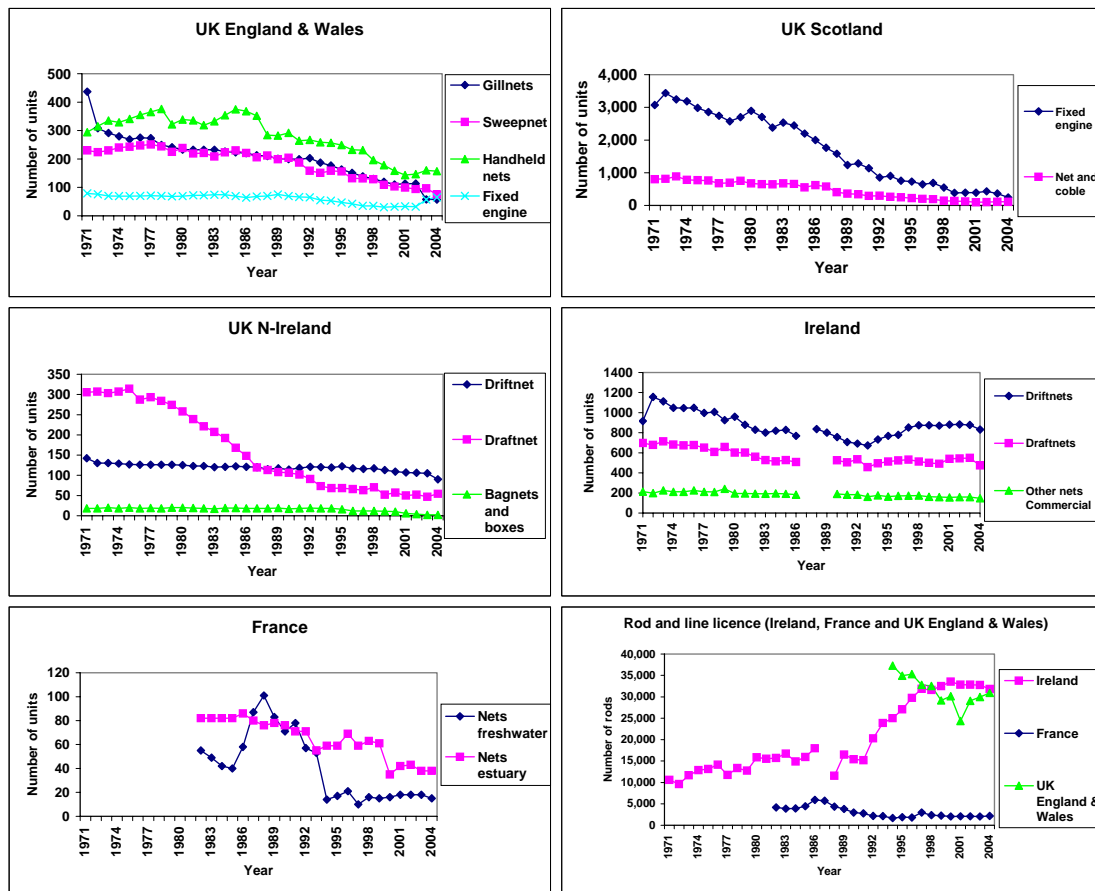 UK England & Wales
Number of units
500
400
300
200
100
0
1971
1974
1977
1980
1983
1986
1989
1992
1995
1998
2001
2004
Year
Gillnets
Sweepnet
Handheld
nets
Fixed
engine
UK Scotland
Number of units
4,000
3,000
2,000
1,000
0
1971
1974
1977
1980
1983
1986
1989
1992
1995
1998
2001
2004
Year
Fixed
engine
Net and
coble
UK N-Ireland
Number of units
350
300
250
200
150
100
50
0
1971
1974
1977
1980
1983
1986
1989
1992
1995
1998
2001
2004
Year
Driftnet
Draftnet
Bagnets
and
boxes
Ireland
Number of units
1400
1200
1000
800
600
400
200
0
1971
1974
1977
1980
1983
1986
1989
1992
1995
1998
2001
2004
Year
Driftnets
Draftnets
Other nets
Commercial
France
Number of units
120
100
80
60
40
20
0
1971
1974
1977
1980
1983
1986
1989
1992
1995
1998
2001
2004
Year
Nets
freshwater
Nets
estuary
Rod and line licence (Ireland, France and UK England & Wales)
Number of rods
40,000
35,000
30,000
25,000
20,000
15,000
10,000
5,000
0
1971
1974
1977
1980
1983
1986
1989
1992
1995
1998
2001
2004
Year
Ireland
France
UK
England &
Wales